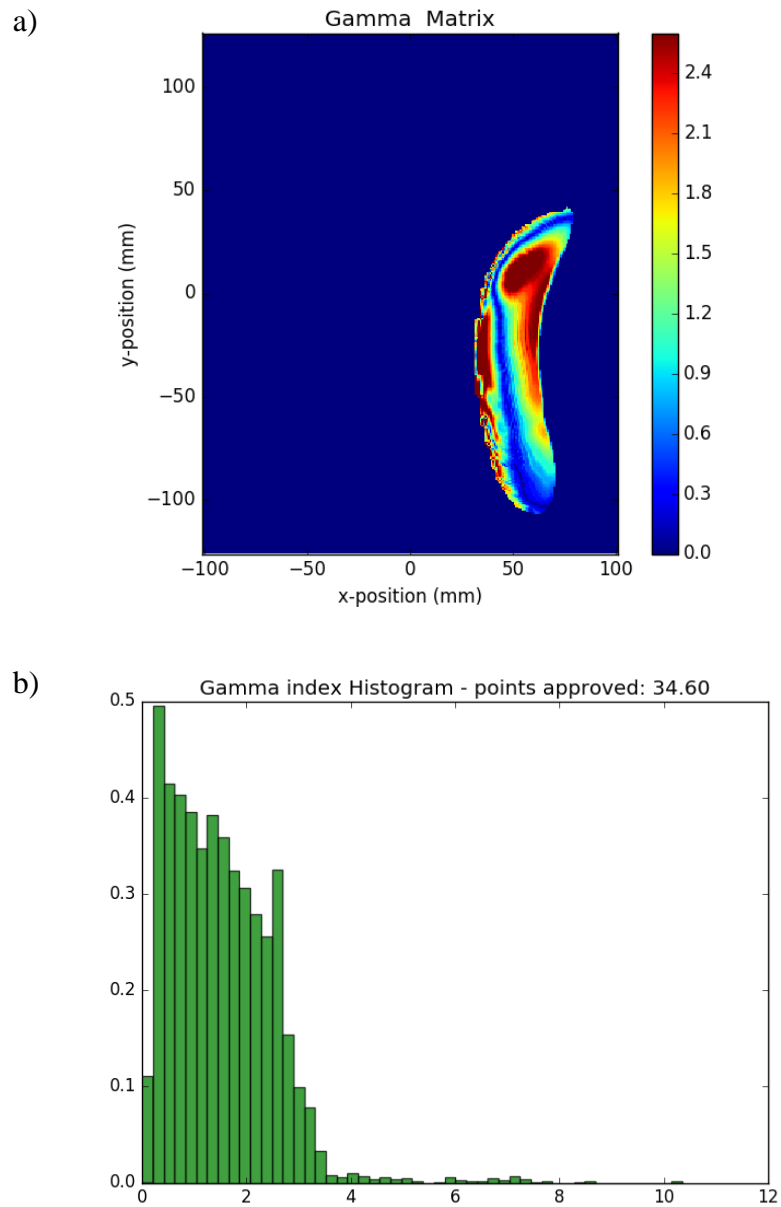 a)
Gamma  Matrix
100
50
0
−50
−100
y-position (mm)
−100 −50 0 50 100
x-position (mm)
2.4
2.1
1.8
1.5
1.2
0.9
0.6
0.3
0.0
b)
Gamma index Histogram - points approved: 34.60
0.5
0.4
0.3
0.2
0.1
0.0
0 2 4 6 8 10 12